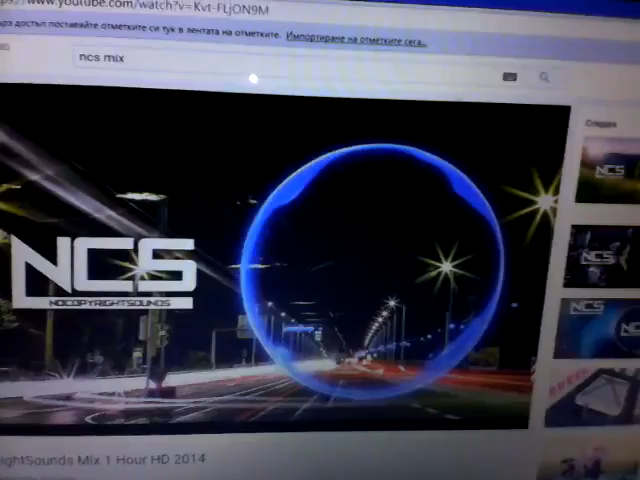 www.youtube.com/watch?v=Kvt-FLjON9M
достъп поставяйте отметките си тук в лентата на отметките. Импортиране на отметките сега...
ncs mix
NCS
NOCOPYRIGHTSOUNDS
NCS
NCS
NCS
ightSounds Mix 1 Hour HD 2014